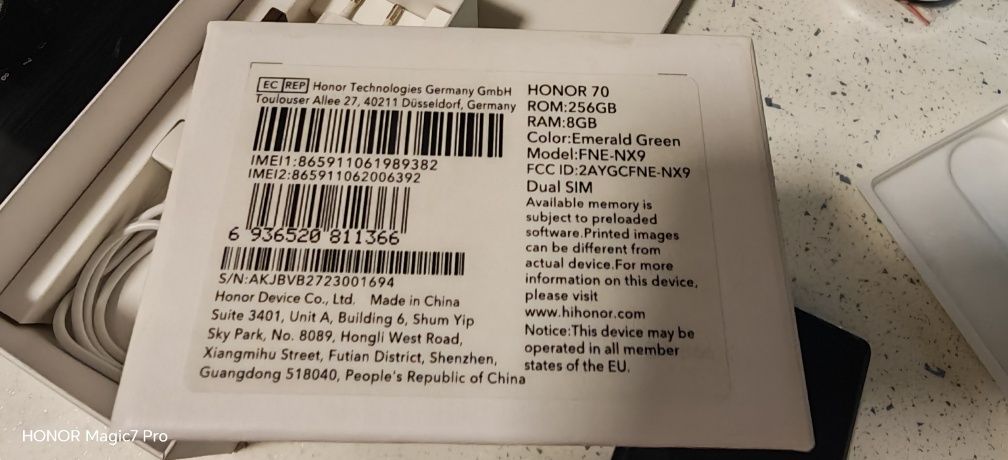 EC REP Honor Technologies Germany GmbH
Toulouser Allee 27, 40211 Düsseldorf, Germany
IMEI1:865911061989382
IMEI2:865911062006392
6 936520 811366
S/N:AKJBVB2723001694
Honor Device Co., Ltd. Made in China
Suite 3401, Unit A, Building 6, Shum Yip
Sky Park, No. 8089, Hongli West Road,
Xiangmihu Street, Futian District, Shenzhen,
Guangdong 518040, People's Republic of China
HONOR 70
ROM:256GB
RAM:8GB
Color:Emerald Green
Model:FNE-NX9
FCC ID:2AYGCFNE-NX9
Dual SIM
Available memory is
subject to preloaded
software.Printed images
can be different from
actual device.For more
information on this device,
please visit
www.hihonor.com
Notice:This device may be
operated in all member
states of the EU.
HONOR Magic7 Pro